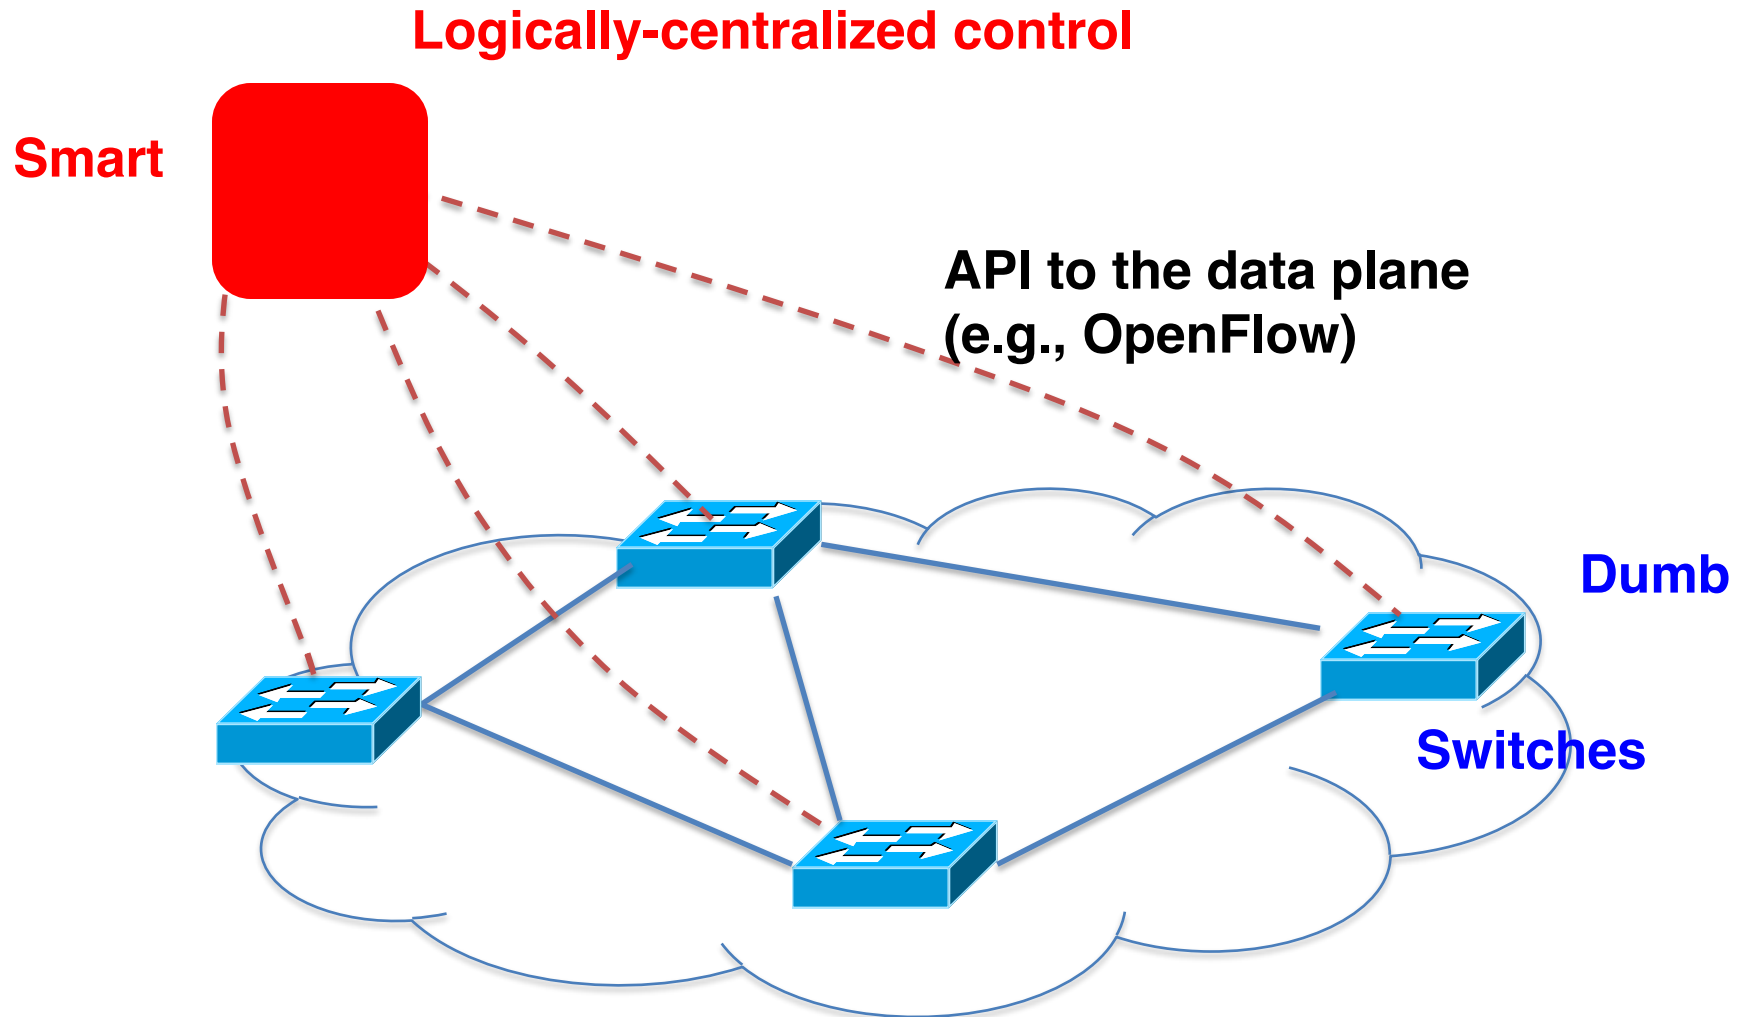 Logically-centralized control
Smart
API to the data plane
(e.g., OpenFlow)
Dumb
Switches